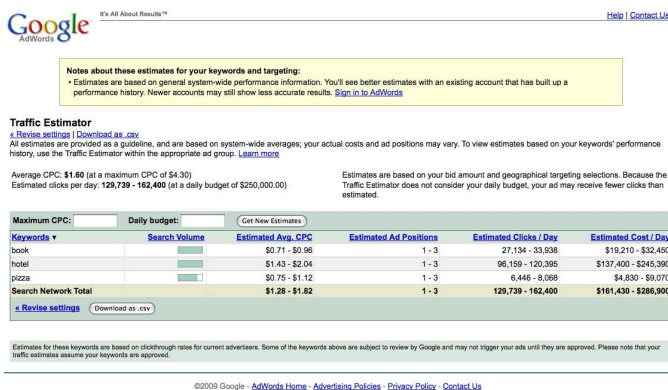 Google
AdWords
It's All About Results™
Help | Contact Us
Notes about these estimates for your keywords and targeting:
• Estimates are based on general system-wide performance information. You'll see better estimates with an existing account that has built up a
performance history. Newer accounts may still show less accurate results. Sign in to AdWords
Traffic Estimator
« Revise settings | Download as .csv
All estimates are provided as a guideline, and are based on system-wide averages; your actual costs and ad positions may vary. To view estimates based on your keywords' performance
history, use the Traffic Estimator within the appropriate ad group. Learn more
Average CPC: $1.60 (at a maximum CPC of $4.30)
Estimated clicks per day: 129,739 - 162,400 (at a daily budget of $250,000.00)
Estimates are based on your bid amount and geographical targeting selections. Because the
Traffic Estimator does not consider your daily budget, your ad may receive fewer clicks than
estimated.
Maximum CPC: Daily budget: Get New Estimates
Keywords ▼ Search Volume Estimated Avg. CPC Estimated Ad Positions Estimated Clicks / Day Estimated Cost / Day
book $0.71 - $0.96 1 - 3 27,134 - 33,938 $19,210 - $32,450
hotel $1.43 - $2.04 1 - 3 96,159 - 120,395 $137,400 - $245,390
pizza $0.75 - $1.12 1 - 3 6,446 - 8,068 $4,830 - $9,070
Search Network Total $1.28 - $1.82 1 - 3 129,739 - 162,400 $161,430 - $286,900
« Revise settings Download as .csv
Estimates for these keywords are based on clickthrough rates for current advertisers. Some of the keywords above are subject to review by Google and may not trigger your ads until they are approved. Please note that your
traffic estimates assume your keywords are approved.
©2009 Google - AdWords Home - Advertising Policies - Privacy Policy - Contact Us